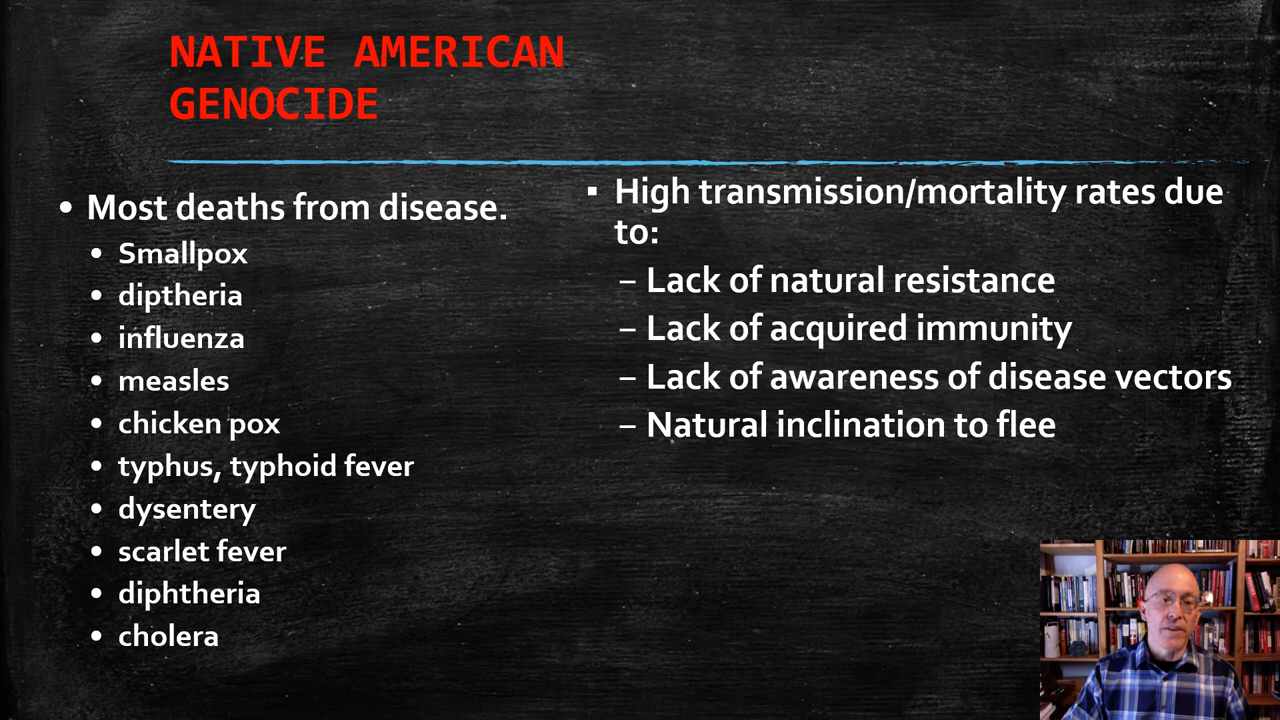 NATIVE AMERICAN
GENOCIDE
• Most deaths from disease.
• Smallpox
• diptheria
• influenza
• measles
• chicken pox
• typhus, typhoid fever
• dysentery
• scarlet fever
• diphtheria
• cholera
▪ High transmission/mortality rates due
to:
– Lack of natural resistance
– Lack of acquired immunity
– Lack of awareness of disease vectors
– Natural inclination to flee